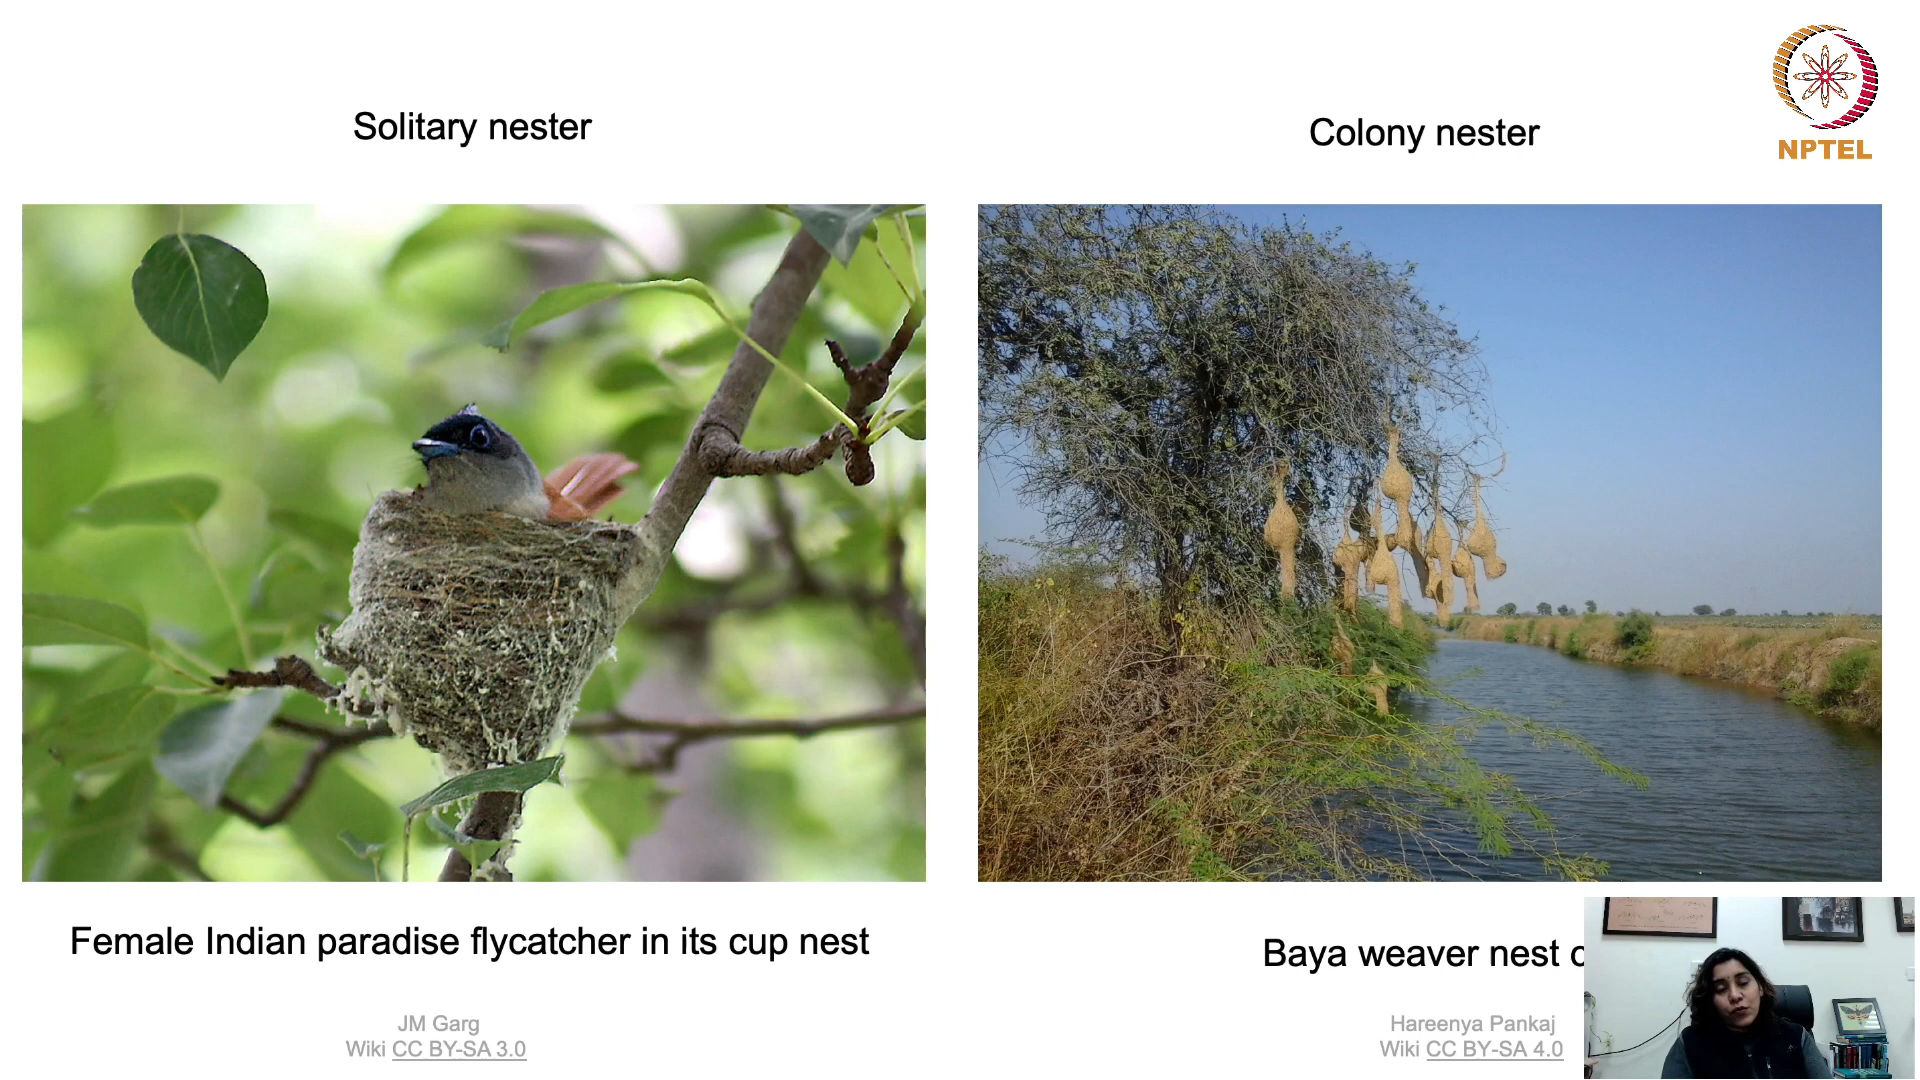 Solitary nester
Colony nester
NPTEL
Female Indian paradise flycatcher in its cup nest
Baya weaver nest
JM Garg
Wiki CC BY-SA 3.0
Hareenya Pankaj
Wiki CC BY-SA 4.0